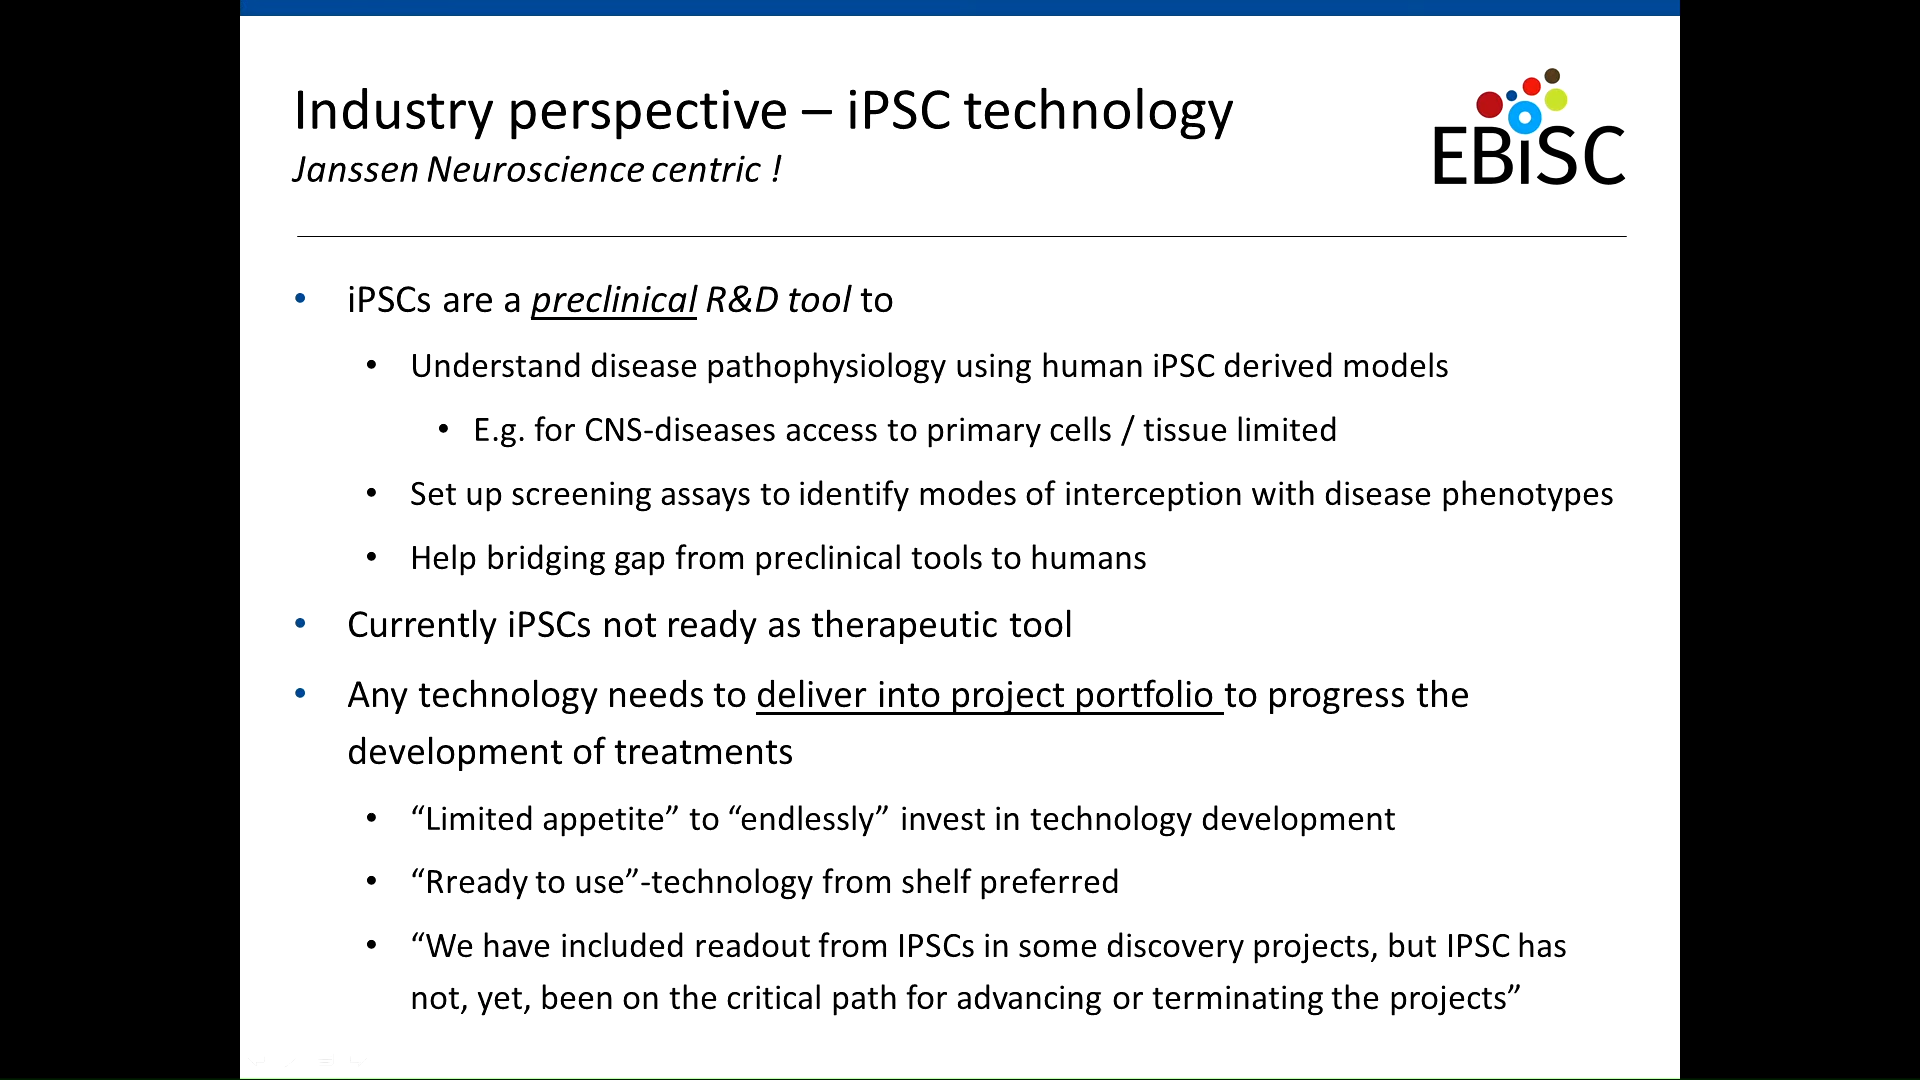 Industry perspective – iPSC technology
Janssen Neuroscience centric !
EBiSC
• iPSCs are a preclinical R&D tool to
• Understand disease pathophysiology using human iPSC derived models
• E.g. for CNS-diseases access to primary cells / tissue limited
• Set up screening assays to identify modes of interception with disease phenotypes
• Help bridging gap from preclinical tools to humans
• Currently iPSCs not ready as therapeutic tool
• Any technology needs to deliver into project portfolio to progress the
development of treatments
• “Limited appetite” to “endlessly” invest in technology development
• “Rready to use”-technology from shelf preferred
• “We have included readout from IPSCs in some discovery projects, but IPSC has
not, yet, been on the critical path for advancing or terminating the projects”